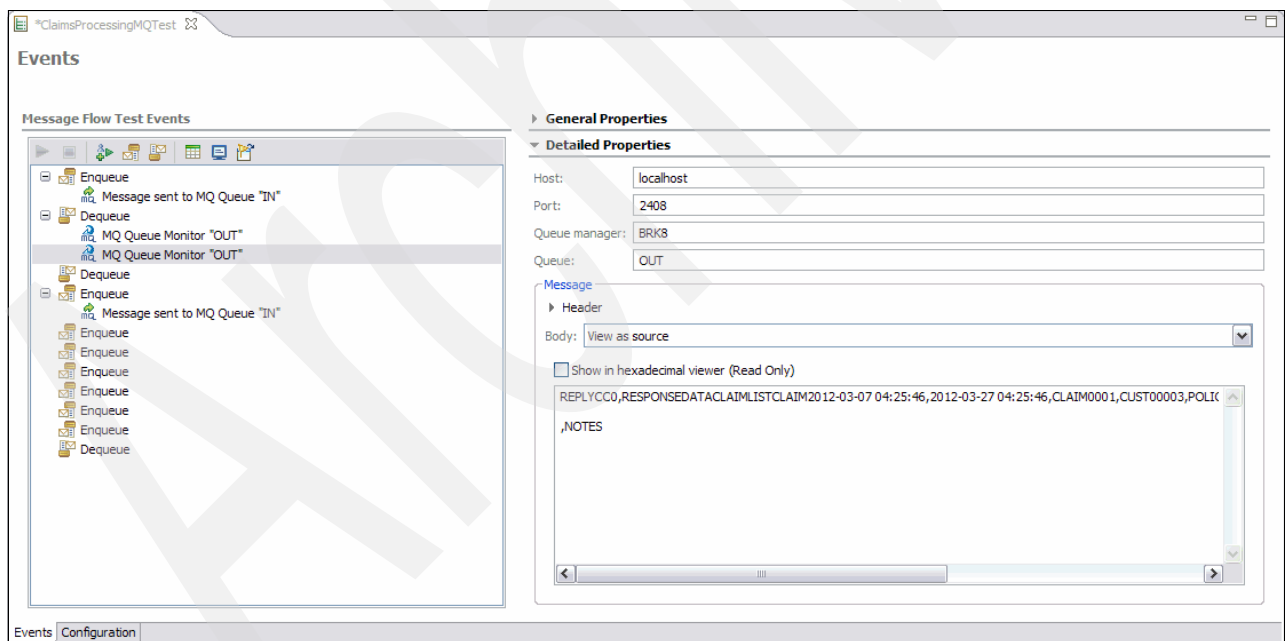 *ClaimsProcessingMQTest
Events
Message Flow Test Events
Enqueue
Message sent to MQ Queue "IN"
Dequeue
MQ Queue Monitor "OUT"
MQ Queue Monitor "OUT"
Dequeue
Enqueue
Message sent to MQ Queue "IN"
Enqueue
Enqueue
Enqueue
Enqueue
Enqueue
Enqueue
Dequeue
General Properties
Detailed Properties
Host: localhost
Port: 2408
Queue manager: BRK8
Queue: OUT
Message
Header
Body: View as source
Show in hexadecimal viewer (Read Only)
REPLYCC0,RESPONSEDATACLAIMLISTCLAIM2012-03-07 04:25:46,2012-03-27 04:25:46,CLAIM0001,CUST00003,
,NOTES
Events Configuration